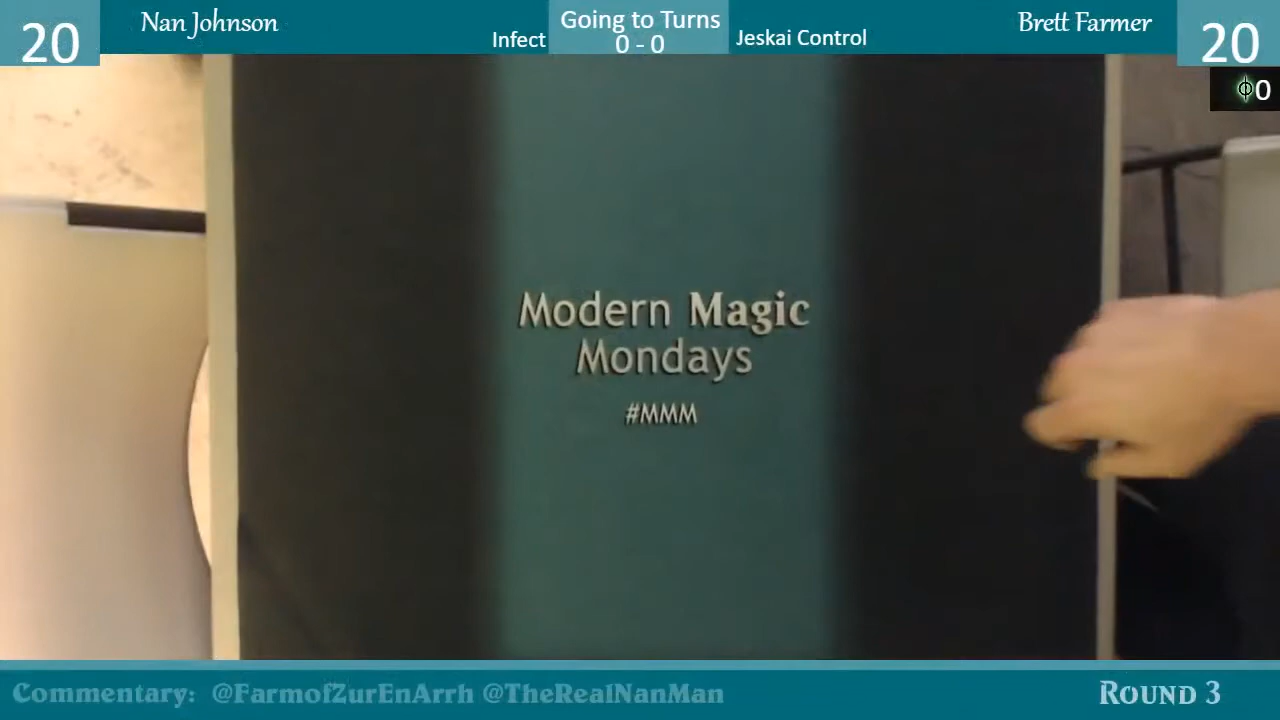 20
Nan Johnson
Infect
Going to Turns
0 - 0
Jeskai Control
Brett Farmer
20
0
Modern Magic
Mondays
#MMM
Commentary: @FarmofZurEnArrh @TheRealNanMan
Round 3